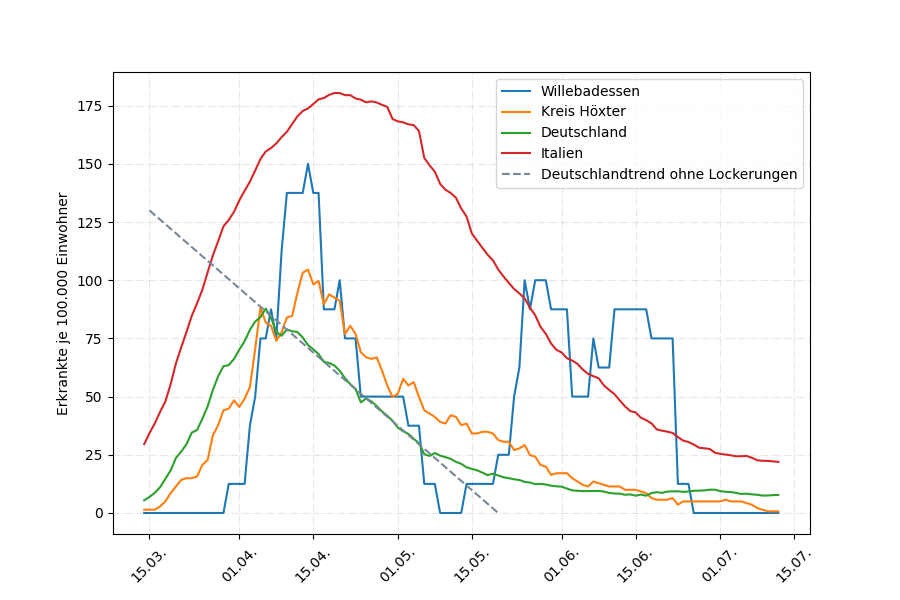 Willebadessen
Kreis Höxter
Deutschland
Italien
Deutschlandtrend ohne Lockerungen
Erkrankte je 100.000 Einwohner
175
150
125
100
75
50
25
0
15.03.
01.04.
15.04.
01.05.
15.05.
01.06.
15.06.
01.07.
15.07.